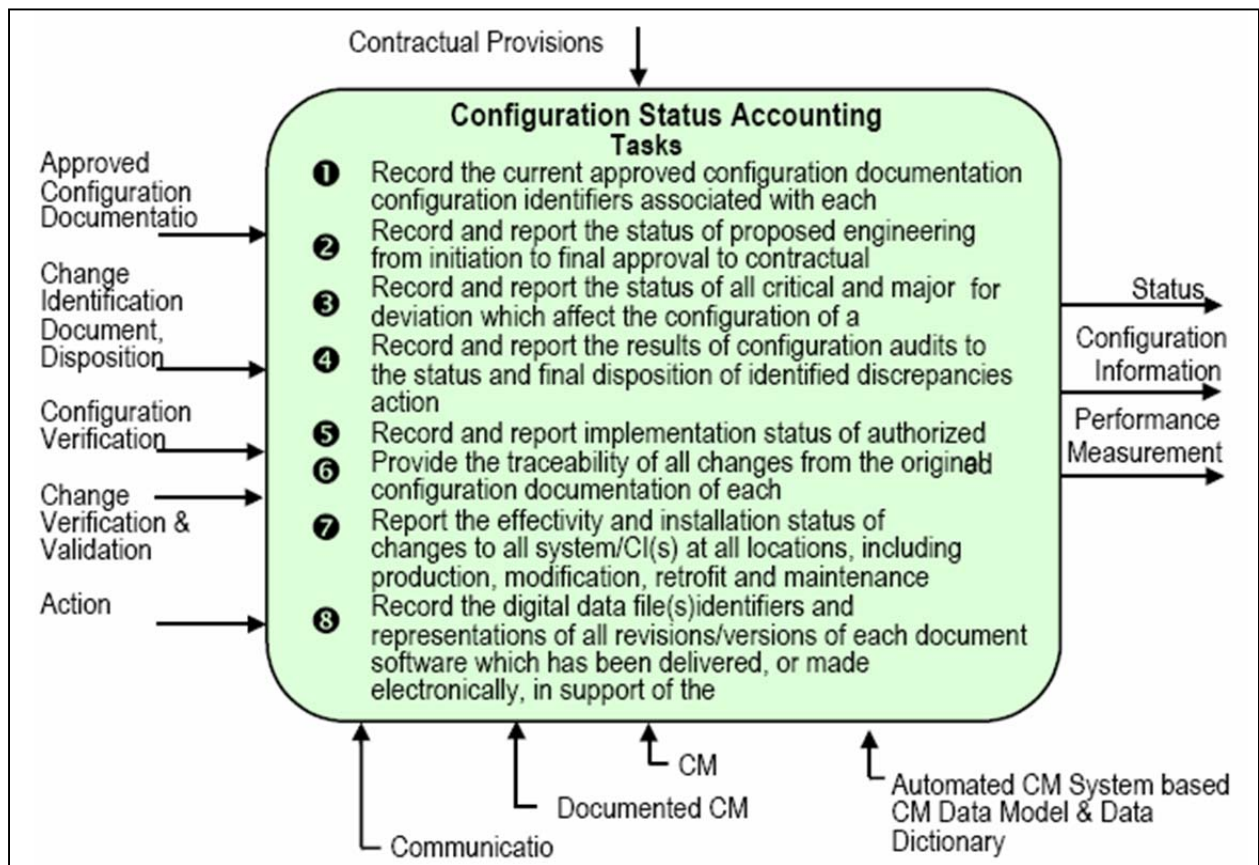 Contractual Provisions
Configuration Status Accounting
Tasks
❶ Record the current approved configuration documentation
configuration identifiers associated with each
❷ Record and report the status of proposed engineering
from initiation to final approval to contractual
❸ Record and report the status of all critical and major for
deviation which affect the configuration of a
❹ Record and report the results of configuration audits to
the status and final disposition of identified discrepancies
action
❺ Record and report implementation status of authorized
❻ Provide the traceability of all changes from the original
configuration documentation of each
❼ Report the effectivity and installation status of
changes to all system/CI(s) at all locations, including
production, modification, retrofit and maintenance
❽ Record the digital data file(s)identifiers and
representations of all revisions/versions of each document
software which has been delivered, or made
electronically, in support of the
Approved
Configuration
Documentatio
Change
Identification
Document,
Disposition
Configuration
Verification
Change
Verification &
Validation
Action
Status
Configuration
Information
Performance
Measurement
CM
Documented CM
Communicatio
Automated CM System based
CM Data Model & Data
Dictionary